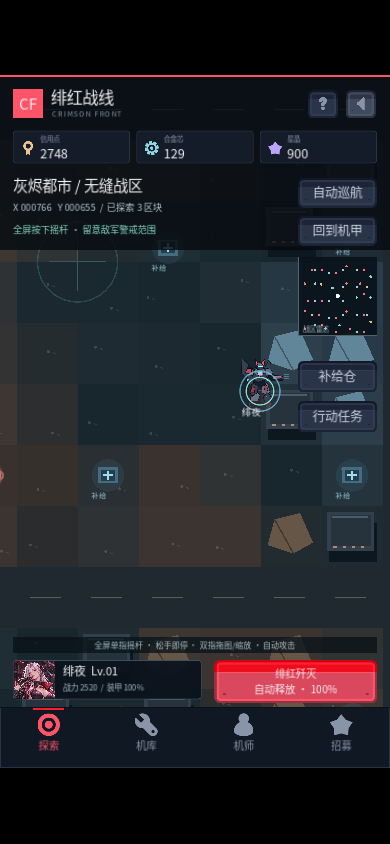 CF
绯红战线
CRIMSON FRONT
?
信用点
2748
合金芯
129
星晶
900
灰烬都市 / 无缝战区
X 000766 Y 000655 / 已探索 3 区块
全屏按下摇杆 · 留意敌军警戒范围
自动巡航
回到机甲
补给
补给
补给仓
行动任务
绯夜
补给
补给
全屏单指摇杆 · 松手即停 · 双指拖图/缩放 · 自动攻击
绯夜 Lv.01
战力 2520 / 装甲 100%
绯红歼灭
自动释放 · 100%
探索
机库
机师
招募